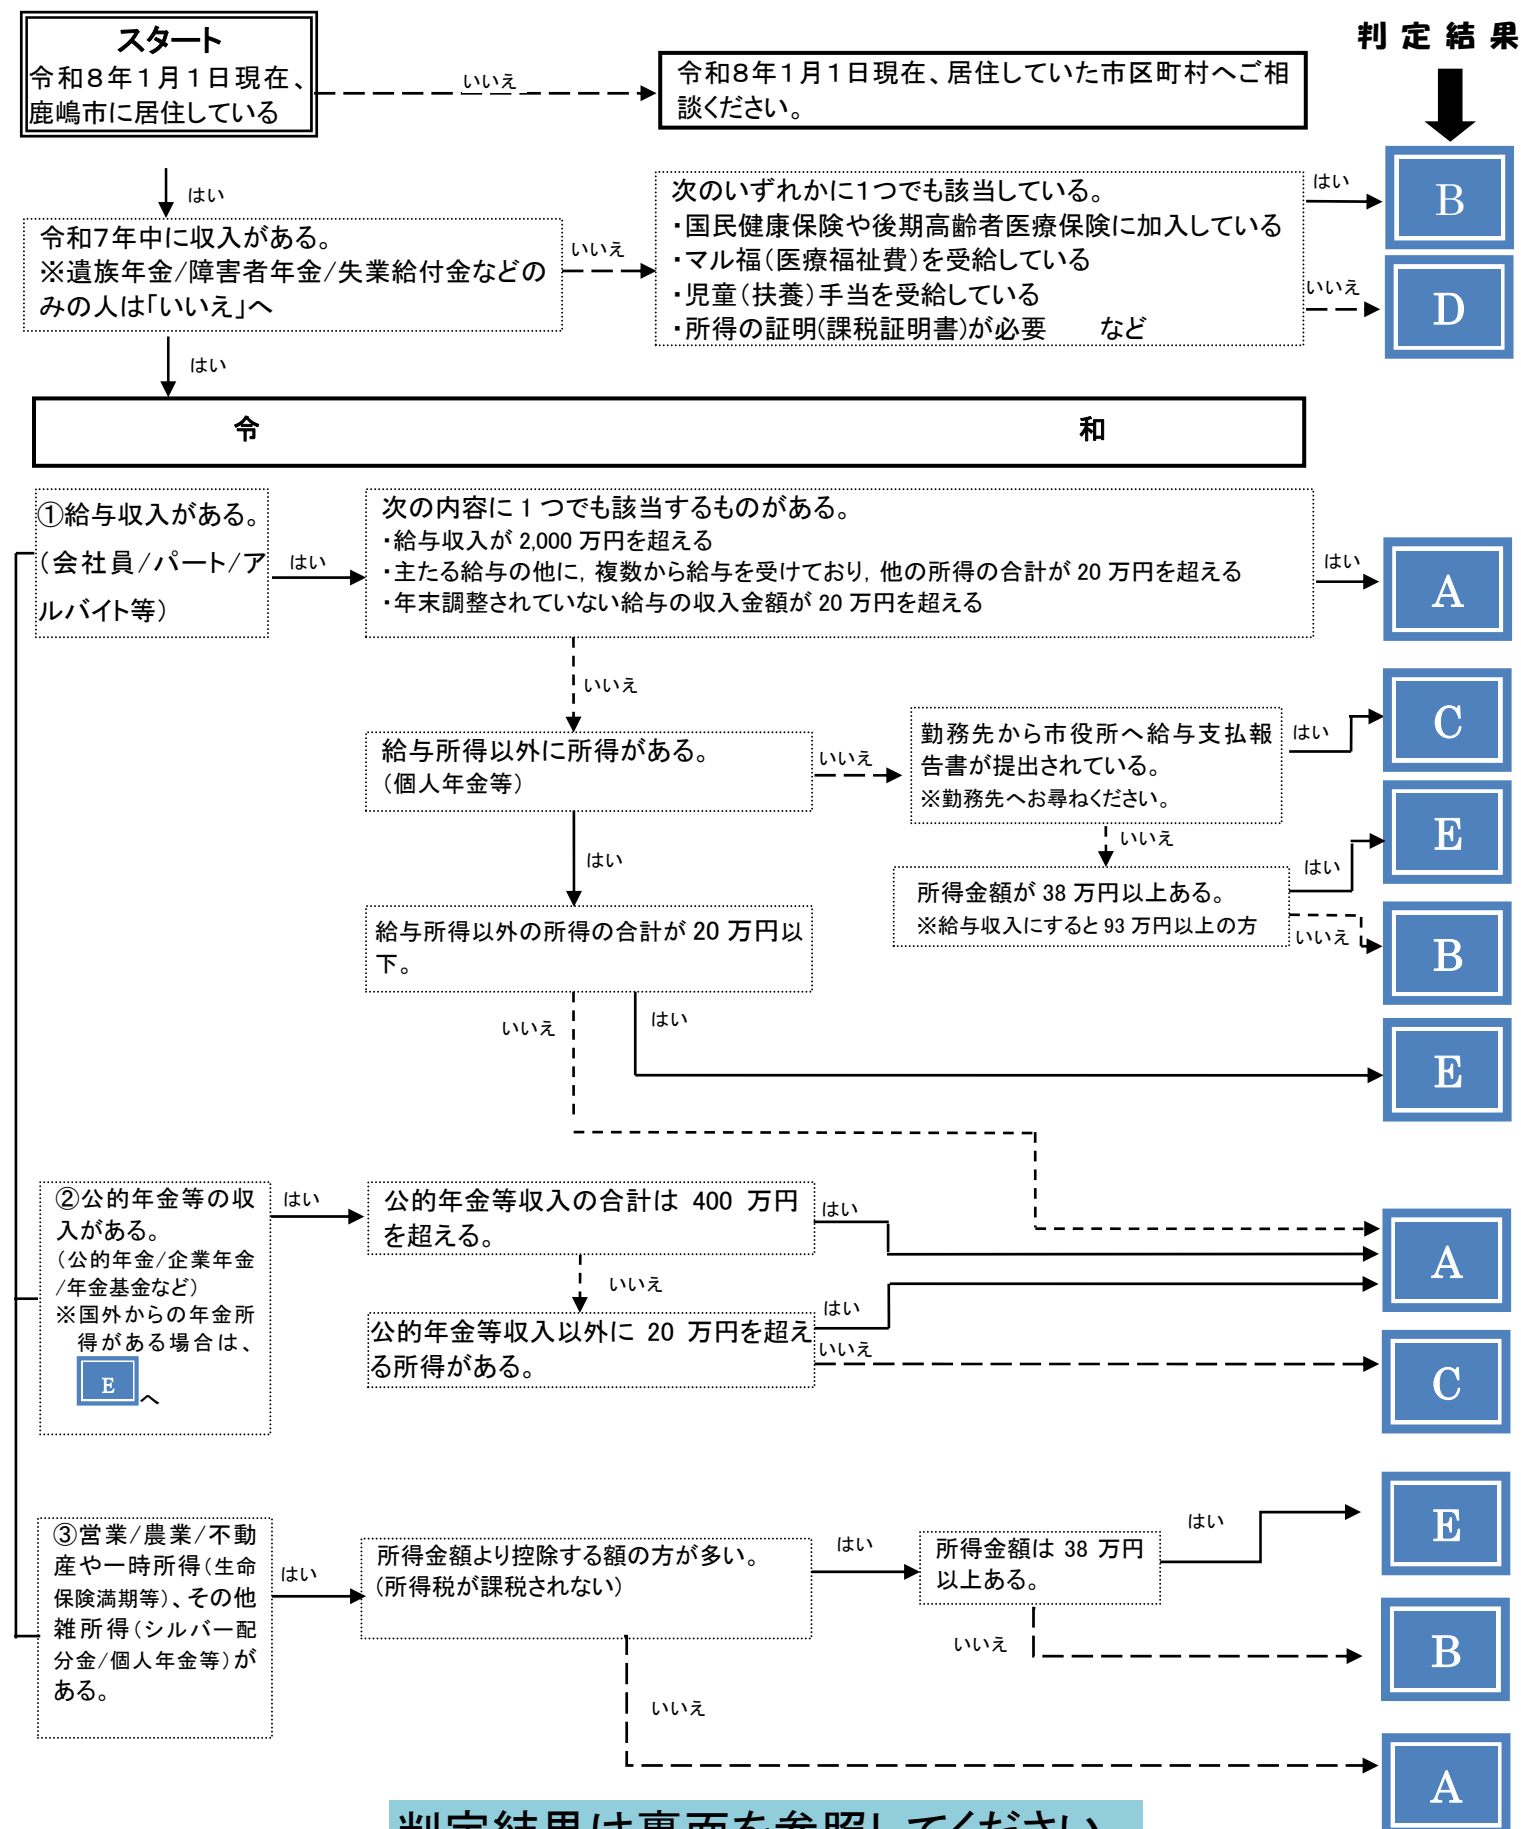 スタート
令和8年1月1日現在、
鹿嶋市に居住している
いいえ
令和8年1月1日現在、居住していた市区町村へご相
談ください。
判定結果
はい
令和7年中に収入がある。
※遺族年金/障害者年金/失業給付金などの
みの人は「いいえ」へ
いいえ
次のいずれかに1つでも該当している。
・国民健康保険や後期高齢者医療保険に加入している
・マル福(医療福祉費)を受給している
・児童(扶養)手当を受給している
・所得の証明(課税証明書)が必要 など
はい
B
いいえ
D
はい
令 和
①給与収入がある。
(会社員/パート/ア
ルバイト等)
はい
次の内容に1つでも該当するものがある。
・給与収入が 2,000 万円を超える
・主たる給与の他に，複数から給与を受けており，他の所得の合計が 20 万円を超える
・年末調整されていない給与の収入金額が 20 万円を超える
はい
A
いいえ
給与所得以外に所得がある。
(個人年金等)
いいえ
勤務先から市役所へ給与支払報
告書が提出されている。
※勤務先へお尋ねください。
はい
C
いいえ
所得金額が 38 万円以上ある。
※給与収入にすると 93 万円以上の方
はい
E
いいえ
B
はい
給与所得以外の所得の合計が 20 万円以
下。
いいえ
はい
E
②公的年金等の収
入がある。
(公的年金/企業年金
/年金基金など)
※国外からの年金所
得がある場合は、
E へ
はい
公的年金等収入の合計は 400 万円
を超える。
はい
A
いいえ
公的年金等収入以外に 20 万円を超え
る所得がある。
はい
いいえ
C
③営業/農業/不動
産や一時所得(生命
保険満期等)、その他
雑所得(シルバー配
分金/個人年金等)が
ある。
はい
所得金額より控除する額の方が多い。
(所得税が課税されない)
はい
所得金額は 38 万円
以上ある。
はい
E
いいえ
B
いいえ
A
判定結果は裏面を参照してください